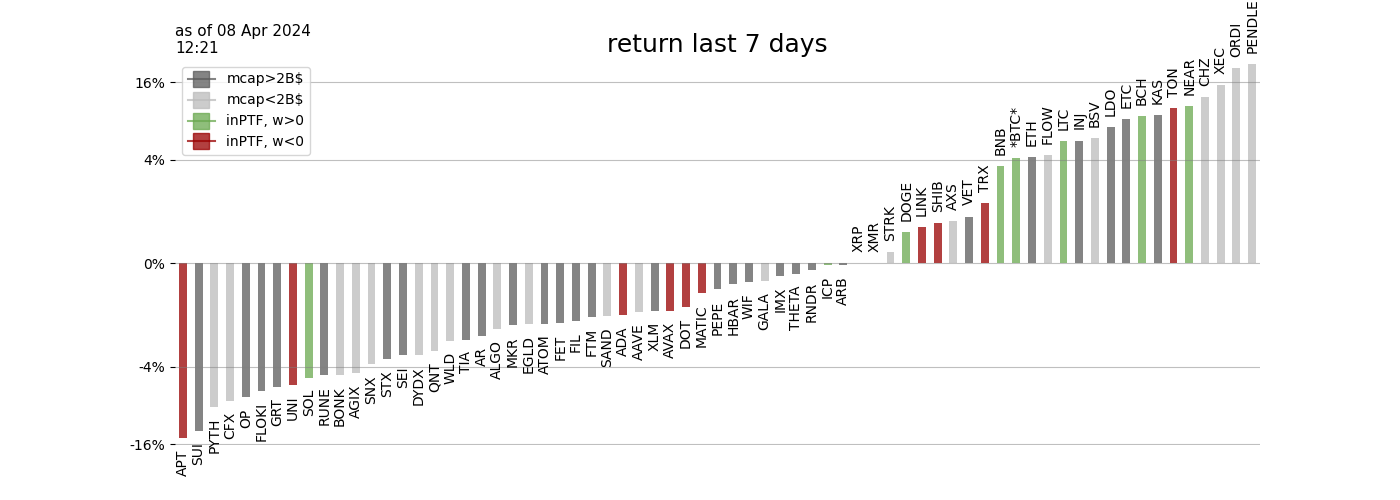 as of 08 Apr 2024
12:21
return last 7 days
mcap>2B$
mcap<2B$
inPTF, w>0
inPTF, w<0
16%
4%
0%
-4%
-16%
APT
SUI
PYTH
CFX
OP
FLOKI
GRT
UNI
SOL
RUNE
BONK
AGIX
SNX
STX
SEI
DYDX
QNT
WLD
TIA
AR
ALGO
MKR
EGLD
ATOM
FET
FIL
FTM
SAND
ADA
AAVE
XLM
AVAX
DOT
MATIC
PEPE
HBAR
WIF
GALA
IMX
THETA
RNDR
ICP
ARB
XRP
XMR
STRK
DOGE
LINK
SHIB
AXS
VET
TRX
BNB
*BTC*
ETH
FLOW
LTC
INJ
BSV
LDO
ETC
BCH
KAS
TON
NEAR
CHZ
XEC
ORDI
PENDLE